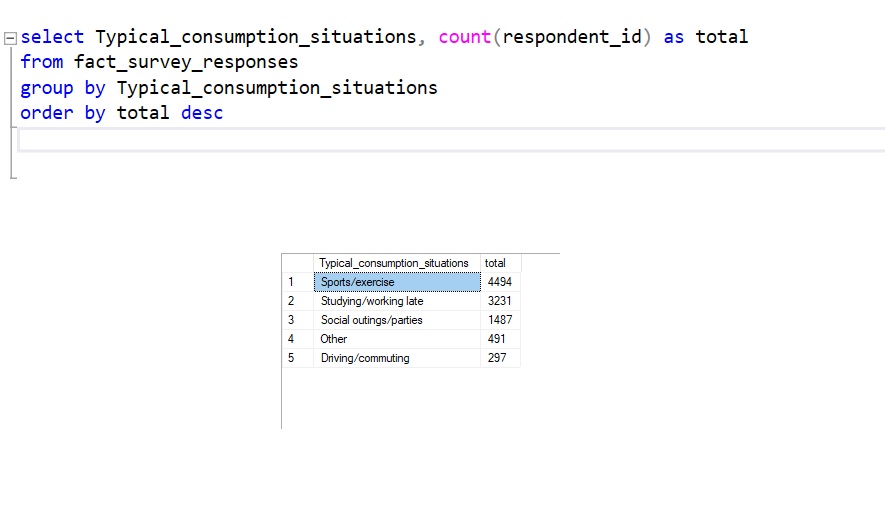 select Typical_consumption_situations, count(respondent_id) as total
from fact_survey_responses
group by Typical_consumption_situations
order by total desc
Typical_consumption_situations total
1 Sports/exercise 4494
2 Studying/working late 3231
3 Social outings/parties 1487
4 Other 491
5 Driving/commuting 297